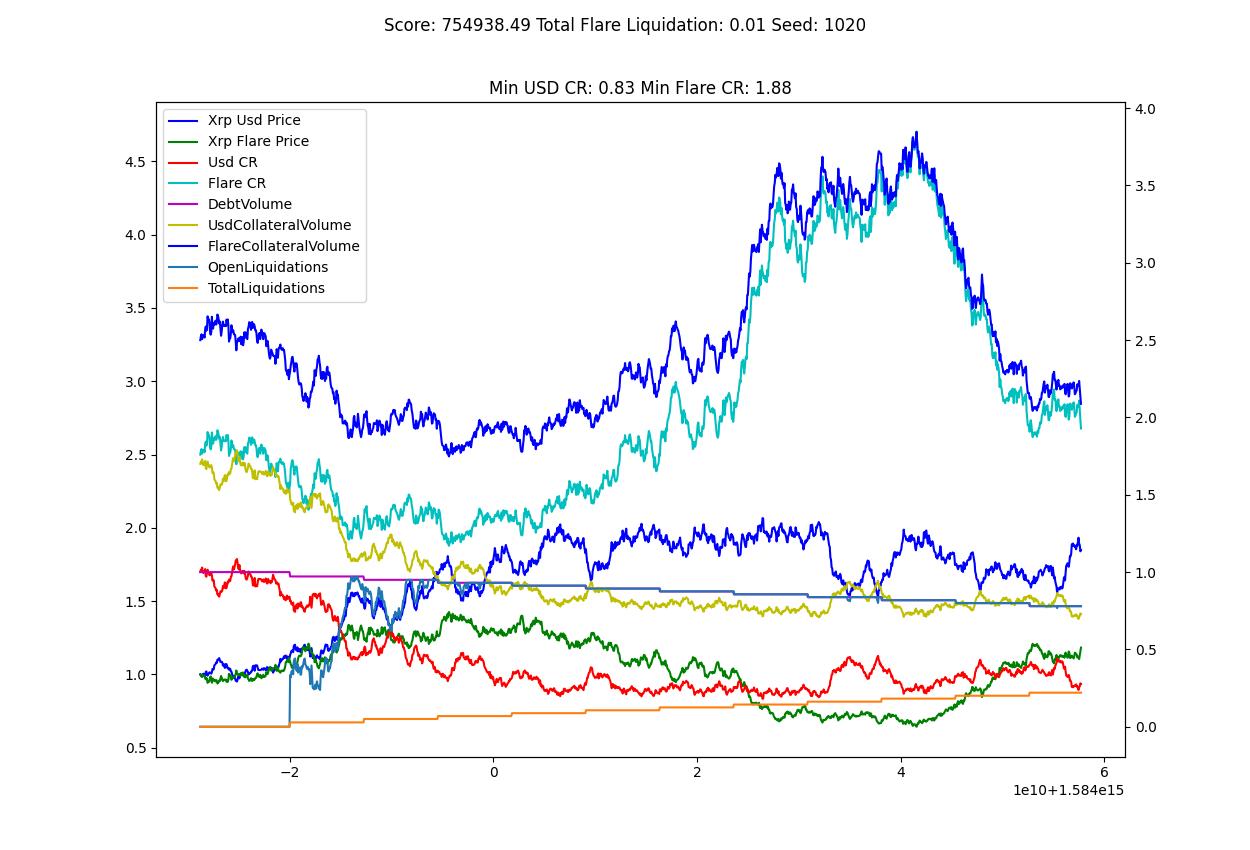 Score: 754938.49 Total Flare Liquidation: 0.01 Seed: 1020
Min USD CR: 0.83 Min Flare CR: 1.88
Xrp Usd Price
Xrp Flare Price
Usd CR
Flare CR
DebtVolume
UsdCollateralVolume
FlareCollateralVolume
OpenLiquidations
TotalLiquidations
4.5
4.0
3.5
3.0
2.5
2.0
1.5
1.0
0.5
4.0
3.5
3.0
2.5
2.0
1.5
1.0
0.5
0.0
−2 0 2 4 6
1e10+1.584e15